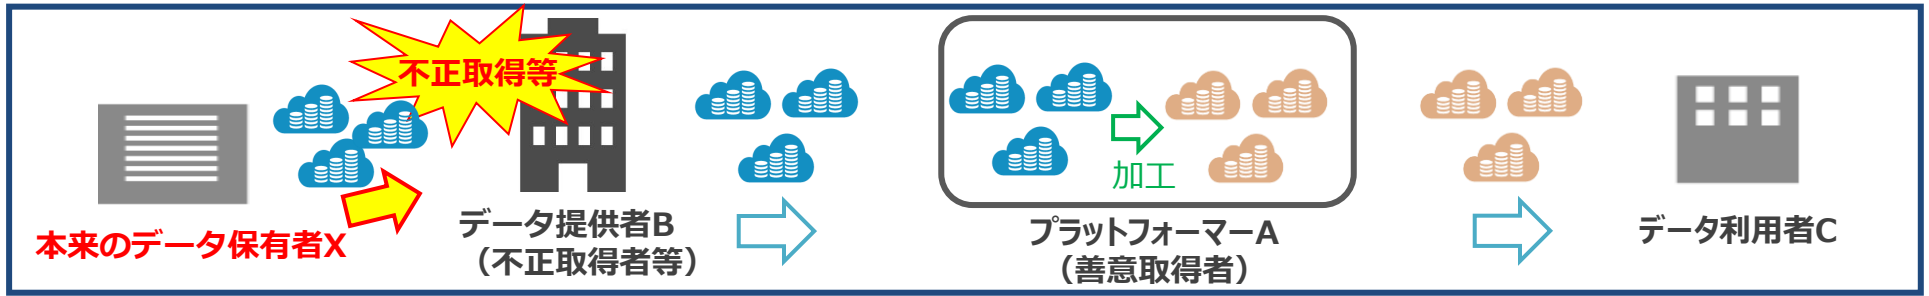 不正取得等
本来のデータ保有者X
データ提供者B
（不正取得者等）
加工
プラットフォーマーA
（善意取得者）
データ利用者C